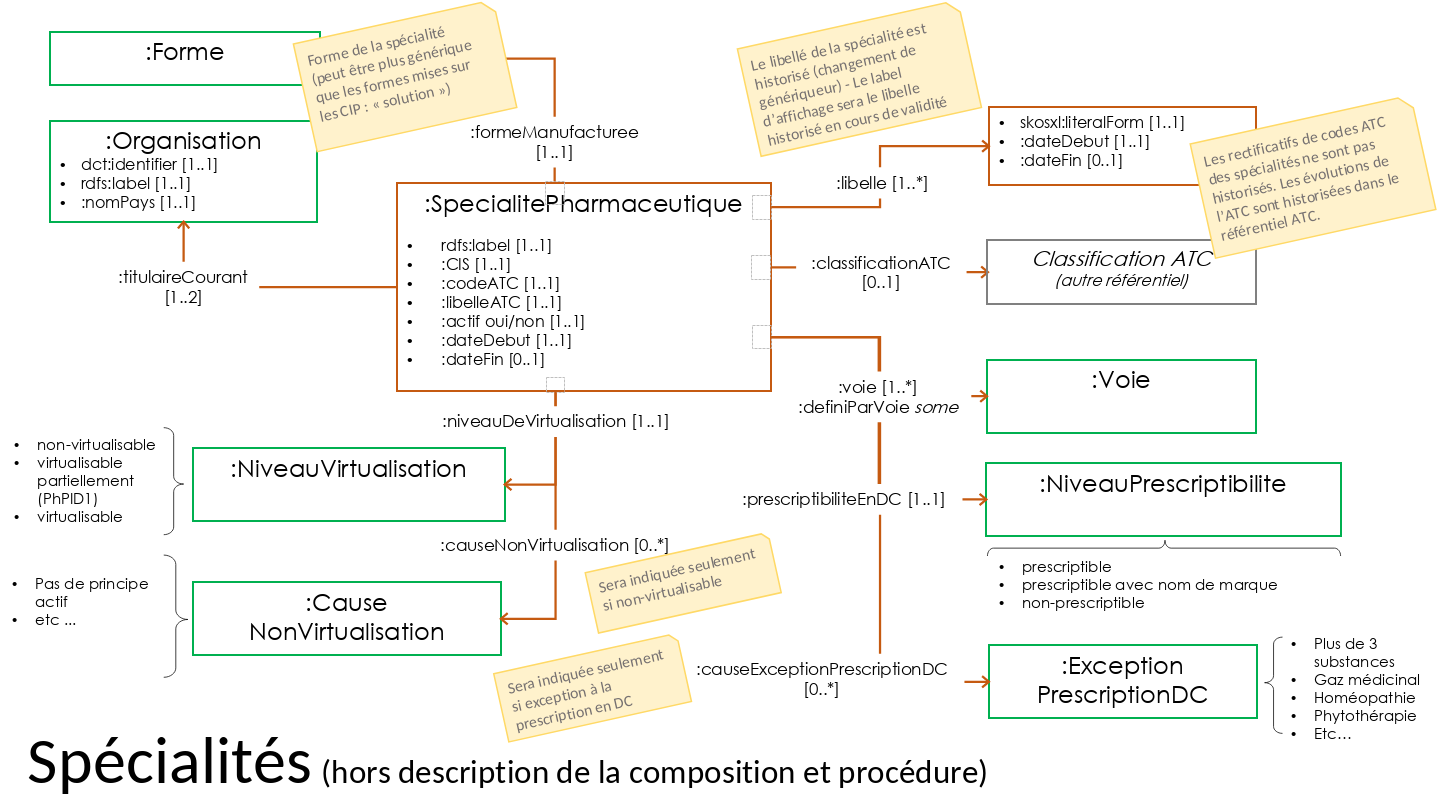 :Forme
Forme de la spécialité
(peut être plus générique
que les formes mises sur
les CIP : « solution »)
Le libellé de la spécialité est
historisé (changement de
génériqueur) - Le label
d'affichage sera le libelle
historisé en cours de validité
:Organisation
• dct:identifier [1..1]
• rdfs:label [1..1]
• :nomPays [1..1]
:formeManufacturee
[1..1]
• skosxl:literalForm [1..1]
• :dateDebut [1..1]
• :dateFin [0..1]
Les rectificatifs de codes ATC
des spécialités ne sont pas
historisés. Les évolutions de
l'ATC sont historisées dans le
référentiel ATC.
:libelle [1..*]
:SpecialitePharmaceutique
• rdfs:label [1..1]
• :CIS [1..1]
• :codeATC [1..1]
• :libelleATC [1..1]
• :actif oui/non [1..1]
• :dateDebut [1..1]
• :dateFin [0..1]
:titulaireCourant
[1..2]
:classificationATC
[0..1]
Classification ATC
(autre référentiel)
:voie [1..*]
:definiParVoie some
:Voie
:niveauDeVirtualisation [1..1]
• non-virtualisable
• virtualisable
partiellement
(PhPID1)
• virtualisable
:NiveauVirtualisation
:prescriptibiliteEnDC [1..1]
:NiveauPrescriptibilite
• prescriptible
• prescriptible avec nom de marque
• non-prescriptible
:causeNonVirtualisation [0..*]
Sera indiquée seulement
si non-virtualisable
• Pas de principe
actif
• etc ...
:Cause
NonVirtualisation
Sera indiquée seulement
si exception à la
prescription en DC
:causeExceptionPrescriptionDC
[0..*]
:Exception
PrescriptionDC
• Plus de 3
substances
• Gaz médicinal
• Homéopathie
• Phytothérapie
• Etc...
Spécialités (hors description de la composition et procédure)